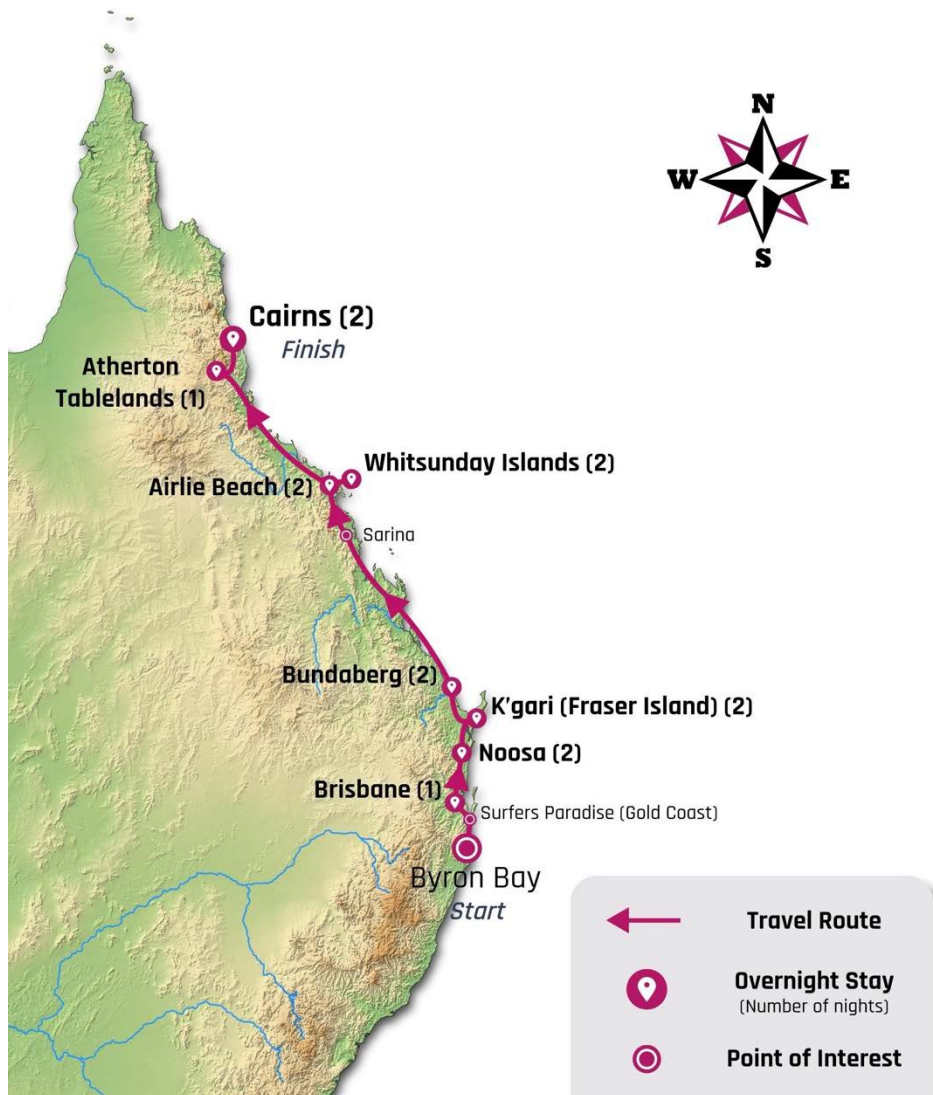 N
W
E
S
Cairns (2)
Finish
Atherton
Tablelands (1)
Whitsunday Islands (2)
Airlie Beach (2)
Sarina
Bundaberg (2)
K'gari (Fraser Island) (2)
Noosa (2)
Brisbane (1)
Surfers Paradise (Gold Coast)
Byron Bay
Start
Travel Route
Overnight Stay
(Number of nights)
Point of Interest